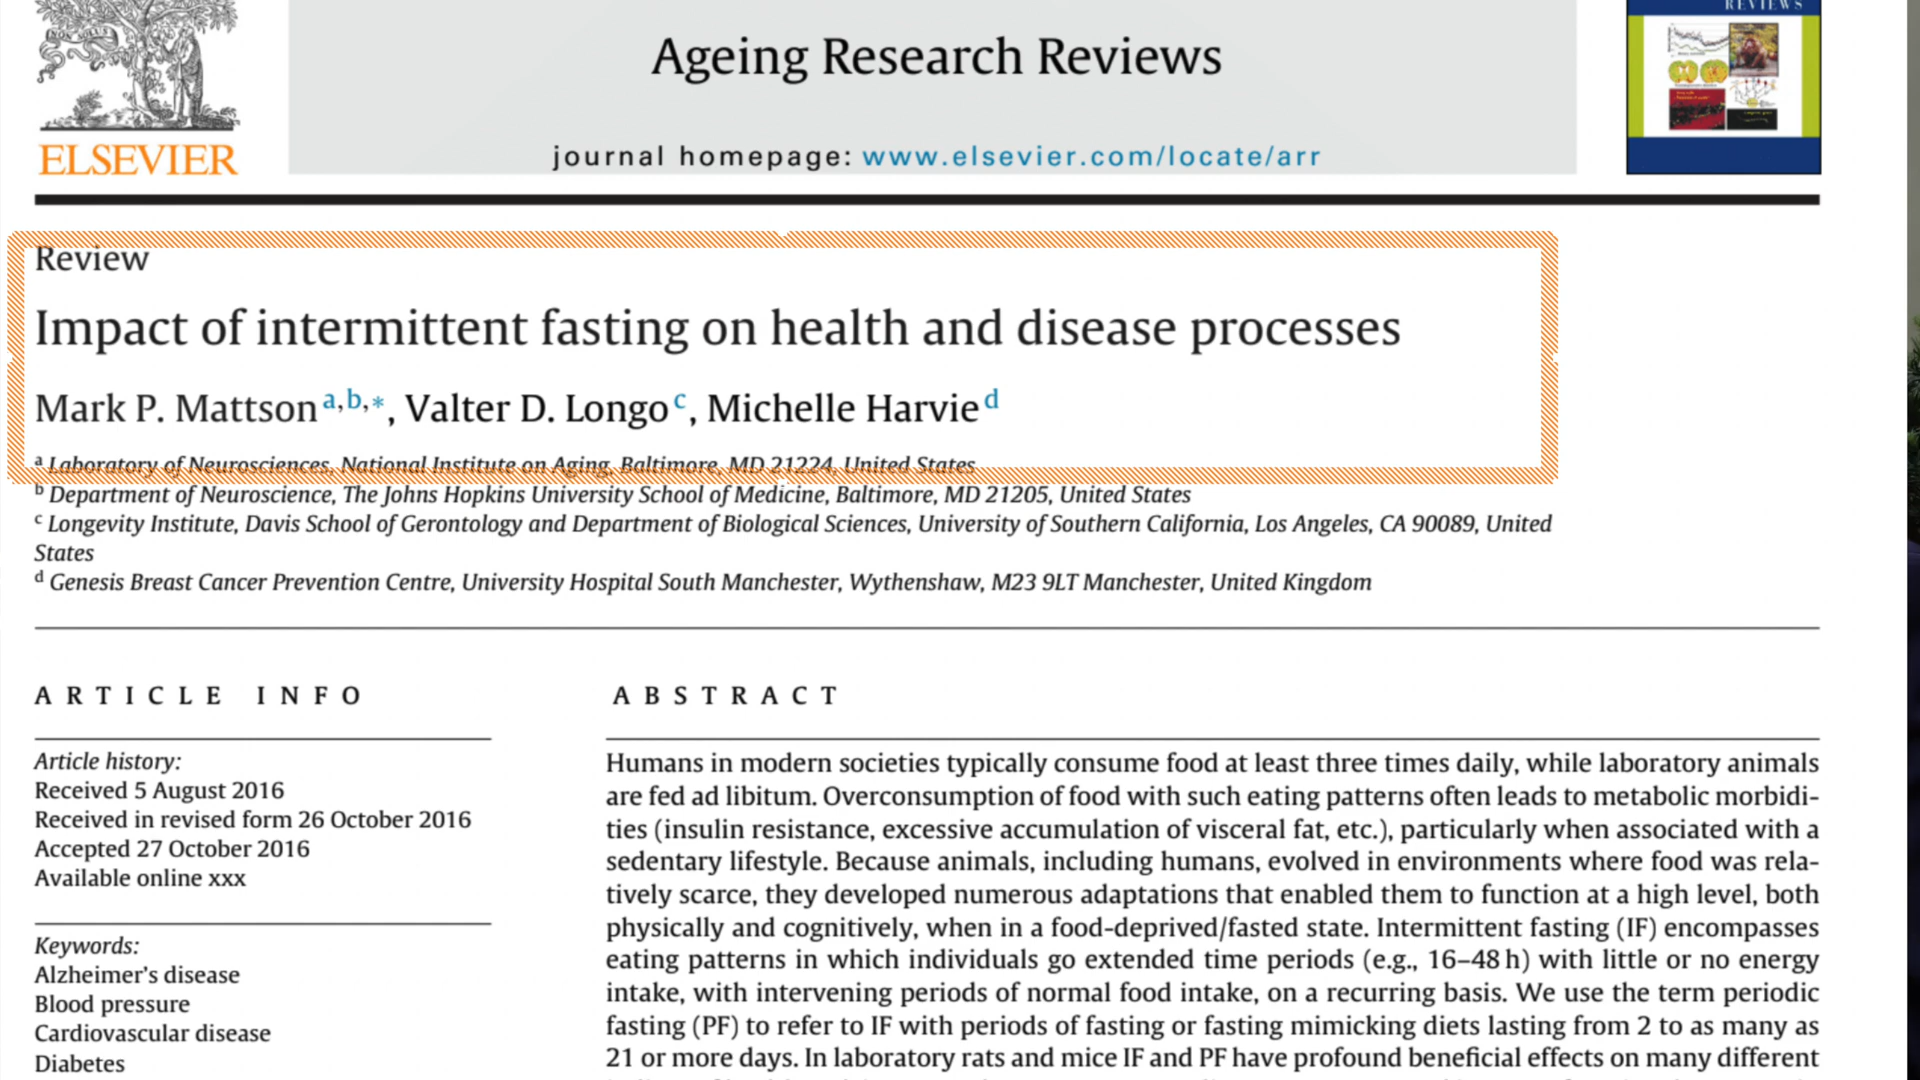 REVIEWS
NON SOLUS
Ageing Research Reviews
journal homepage: www.elsevier.com/locate/arr
ELSEVIER
Review
Impact of intermittent fasting on health and disease processes
Mark P. Mattson a,b,*, Valter D. Longo c, Michelle Harvie d
a Laboratory of Neurosciences, National Institute on Aging, Baltimore, MD 21224, United States
b Department of Neuroscience, The Johns Hopkins University School of Medicine, Baltimore, MD 21205, United States
c Longevity Institute, Davis School of Gerontology and Department of Biological Sciences, University of Southern California, Los Angeles, CA 90089, United
States
d Genesis Breast Cancer Prevention Centre, University Hospital South Manchester, Wythenshaw, M23 9LT Manchester, United Kingdom
ARTICLE INFO
Article history:
Received 5 August 2016
Received in revised form 26 October 2016
Accepted 27 October 2016
Available online xxx
Keywords:
Alzheimer's disease
Blood pressure
Cardiovascular disease
Diabetes
ABSTRACT
Humans in modern societies typically consume food at least three times daily, while laboratory animals
are fed ad libitum. Overconsumption of food with such eating patterns often leads to metabolic morbidi-
ties (insulin resistance, excessive accumulation of visceral fat, etc.), particularly when associated with a
sedentary lifestyle. Because animals, including humans, evolved in environments where food was rela-
tively scarce, they developed numerous adaptations that enabled them to function at a high level, both
physically and cognitively, when in a food-deprived/fasted state. Intermittent fasting (IF) encompasses
eating patterns in which individuals go extended time periods (e.g., 16–48 h) with little or no energy
intake, with intervening periods of normal food intake, on a recurring basis. We use the term periodic
fasting (PF) to refer to IF with periods of fasting or fasting mimicking diets lasting from 2 to as many as
21 or more days. In laboratory rats and mice IF and PF have profound beneficial effects on many different